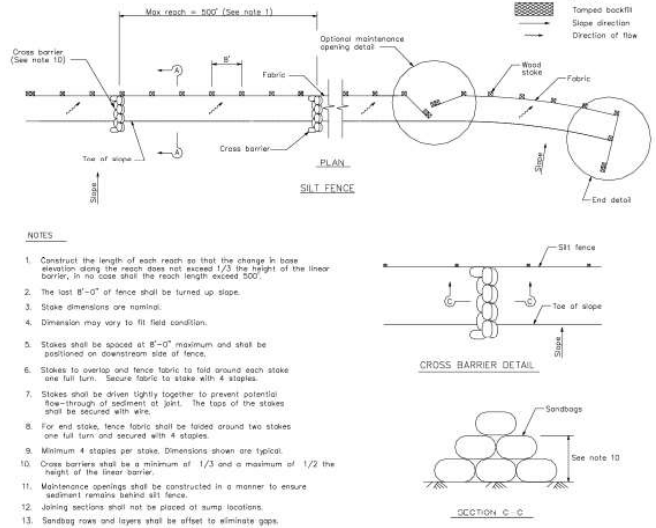 Max reach = 500' (See note 1)
Tamped backfill
Slope direction
Direction of flow
Optional maintenance
opening detail
Cross barrier
(See note 10)
A
8'
Fabric
Wood
stake
Fabric
Toe of slope
A
Cross barrier
PLAN
Slope
Slope
SILT FENCE
End detail
NOTES
1. Construct the length of each reach so that the change in base
elevation along the reach does not exceed 1/3 the height of the linear
barrier, in no case shall the reach length exceed 500'.
2. The last 8'-0" of fence shall be turned up slope.
3. Stake dimensions are nominal.
4. Dimension may vary to fit field condition.
5. Stakes shall be spaced at 8'-0" maximum and shall be
positioned on downstream side of fence.
6. Stakes to overlap and fence fabric to fold around each stake
one full turn. Secure fabric to stake with 4 staples.
7. Stakes shall be driven tightly together to prevent potential
flow-through of sediment at joint. The tops of the stakes
shall be secured with wire.
8. For end stake, fence fabric shall be folded around two stakes
one full turn and secured with 4 staples.
9. Minimum 4 staples per stake. Dimensions shown are typical.
10. Cross barriers shall be a minimum of 1/3 and a maximum of 1/2 the
height of the linear barrier.
11. Maintenance openings shall be constructed in a manner to ensure
sediment remains behind silt fence.
12. Joining sections shall not be placed at sump locations.
13. Sandbag rows and layers shall be offset to eliminate gaps.
Silt fence
C
C
Toe of slope
Slope
CROSS BARRIER DETAIL
Sandbags
See note 10
SECTION C-C